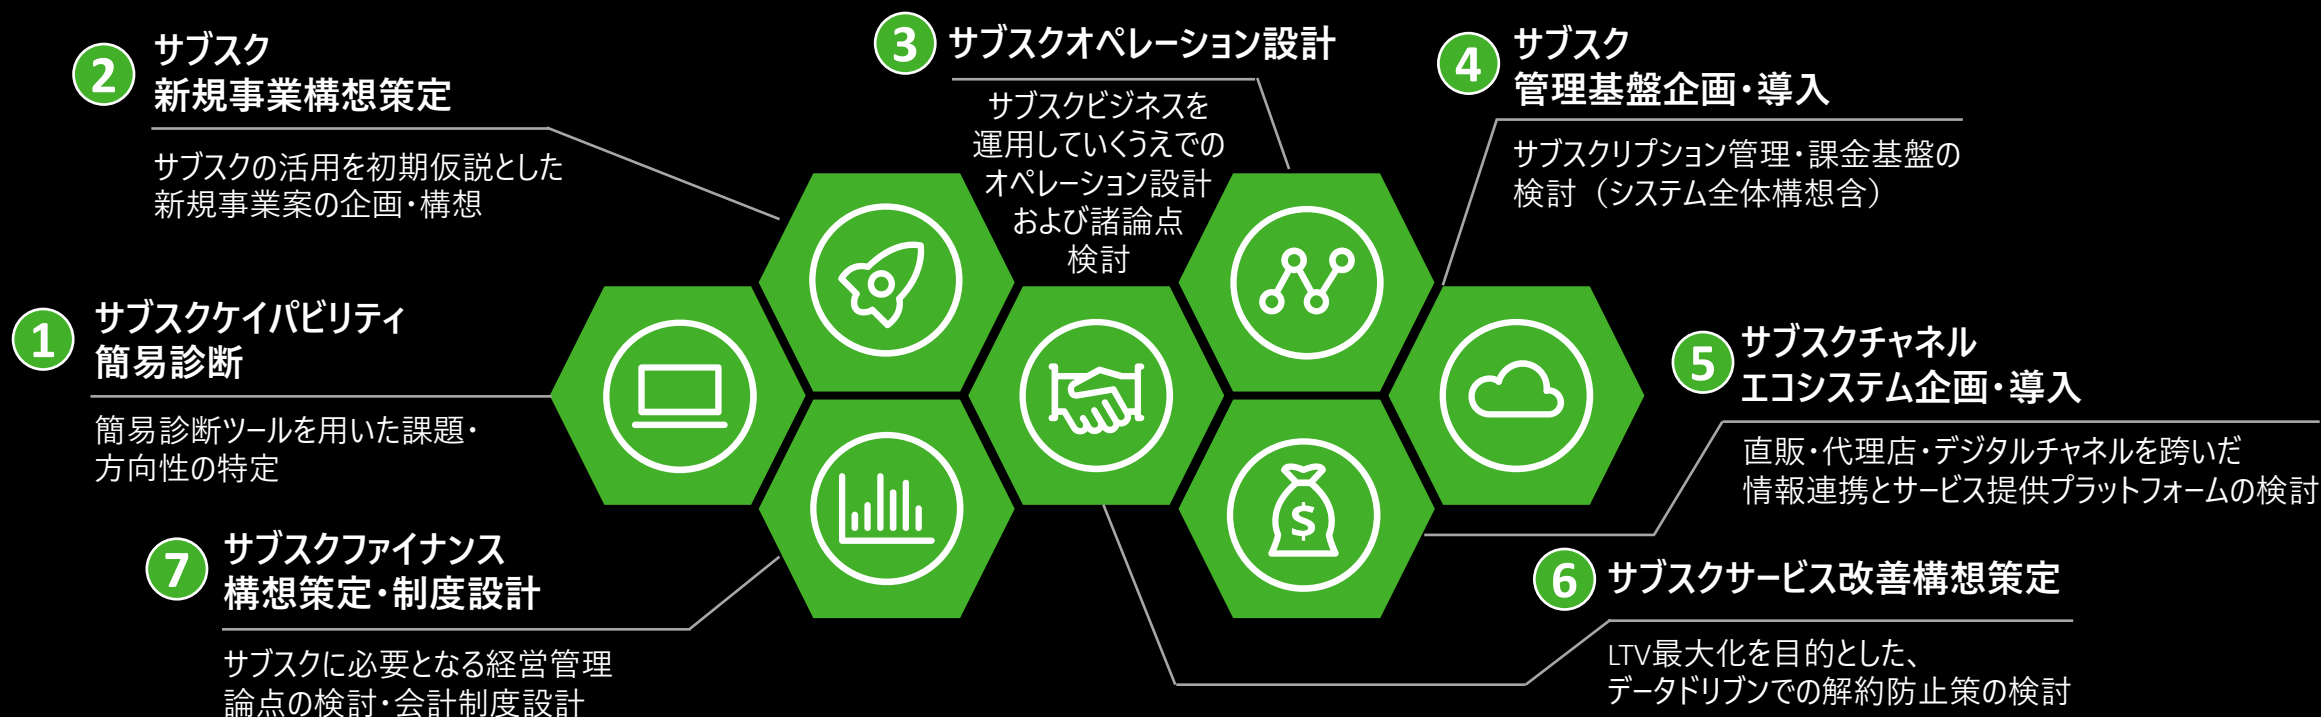 1
サブスクケイパビリティ
簡易診断
簡易診断ツールを用いた課題・
方向性の特定
2
サブスク
新規事業構想策定
サブスクの活用を初期仮説とした
新規事業案の企画・構想
3
サブスクオペレーション設計
サブスクビジネスを
運用していくうえでの
オペレーション設計
および諸論点
検討
4
サブスク
管理基盤企画・導入
サブスクリプション管理・課金基盤の
検討（システム全体構想含）
5
サブスクチャネル
エコシステム企画・導入
直販・代理店・デジタルチャネルを跨いだ
情報連携とサービス提供プラットフォームの検討
6
サブスクサービス改善構想策定
LTV最大化を目的とした、
データドリブンでの解約防止策の検討
7
サブスクファイナンス
構想策定・制度設計
サブスクに必要となる経営管理
論点の検討・会計制度設計
$